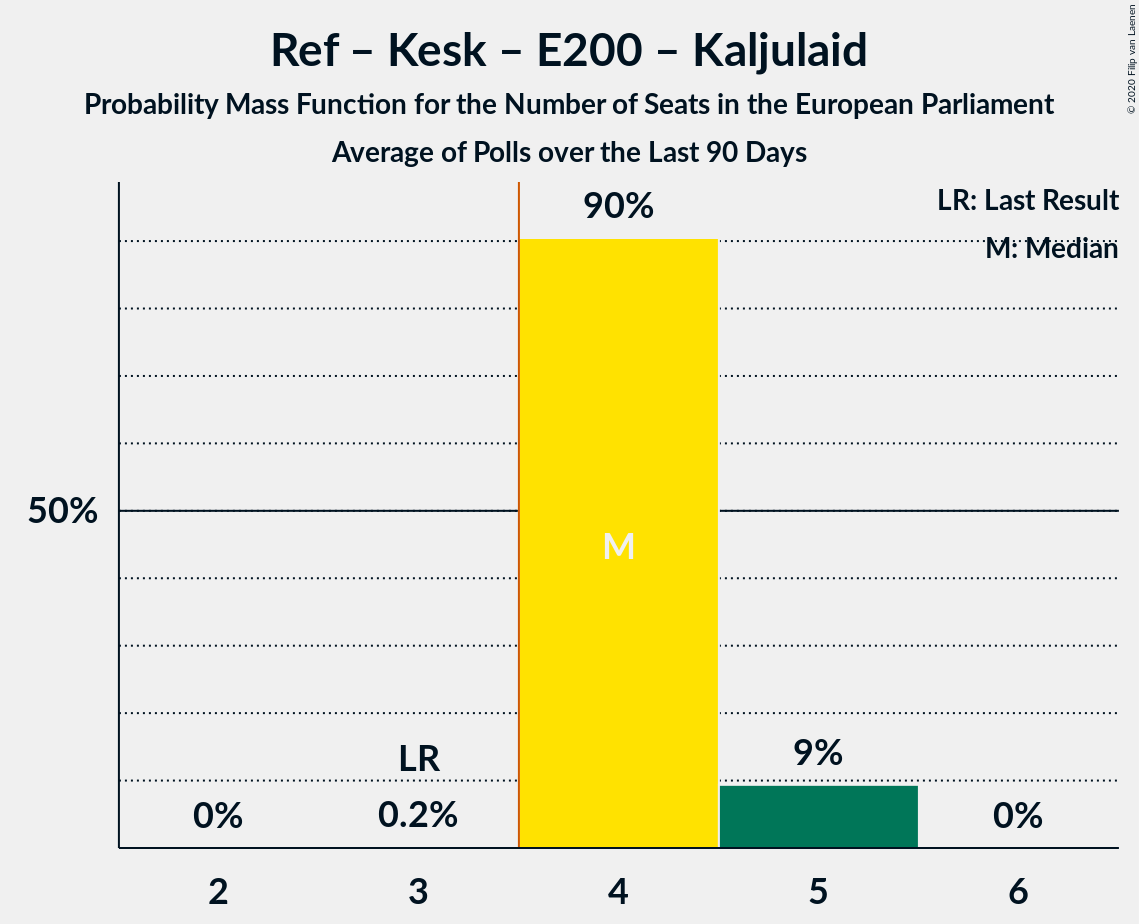 Ref – Kesk – E200 – Kaljulaid
Probability Mass Function for the Number of Seats in the European Parliament
Average of Polls over the Last 90 Days
© 2020 Filip van Laenen
LR: Last Result
M: Median
90%
50%
M
LR
9%
0%
0.2%
0%
2
3
4
5
6